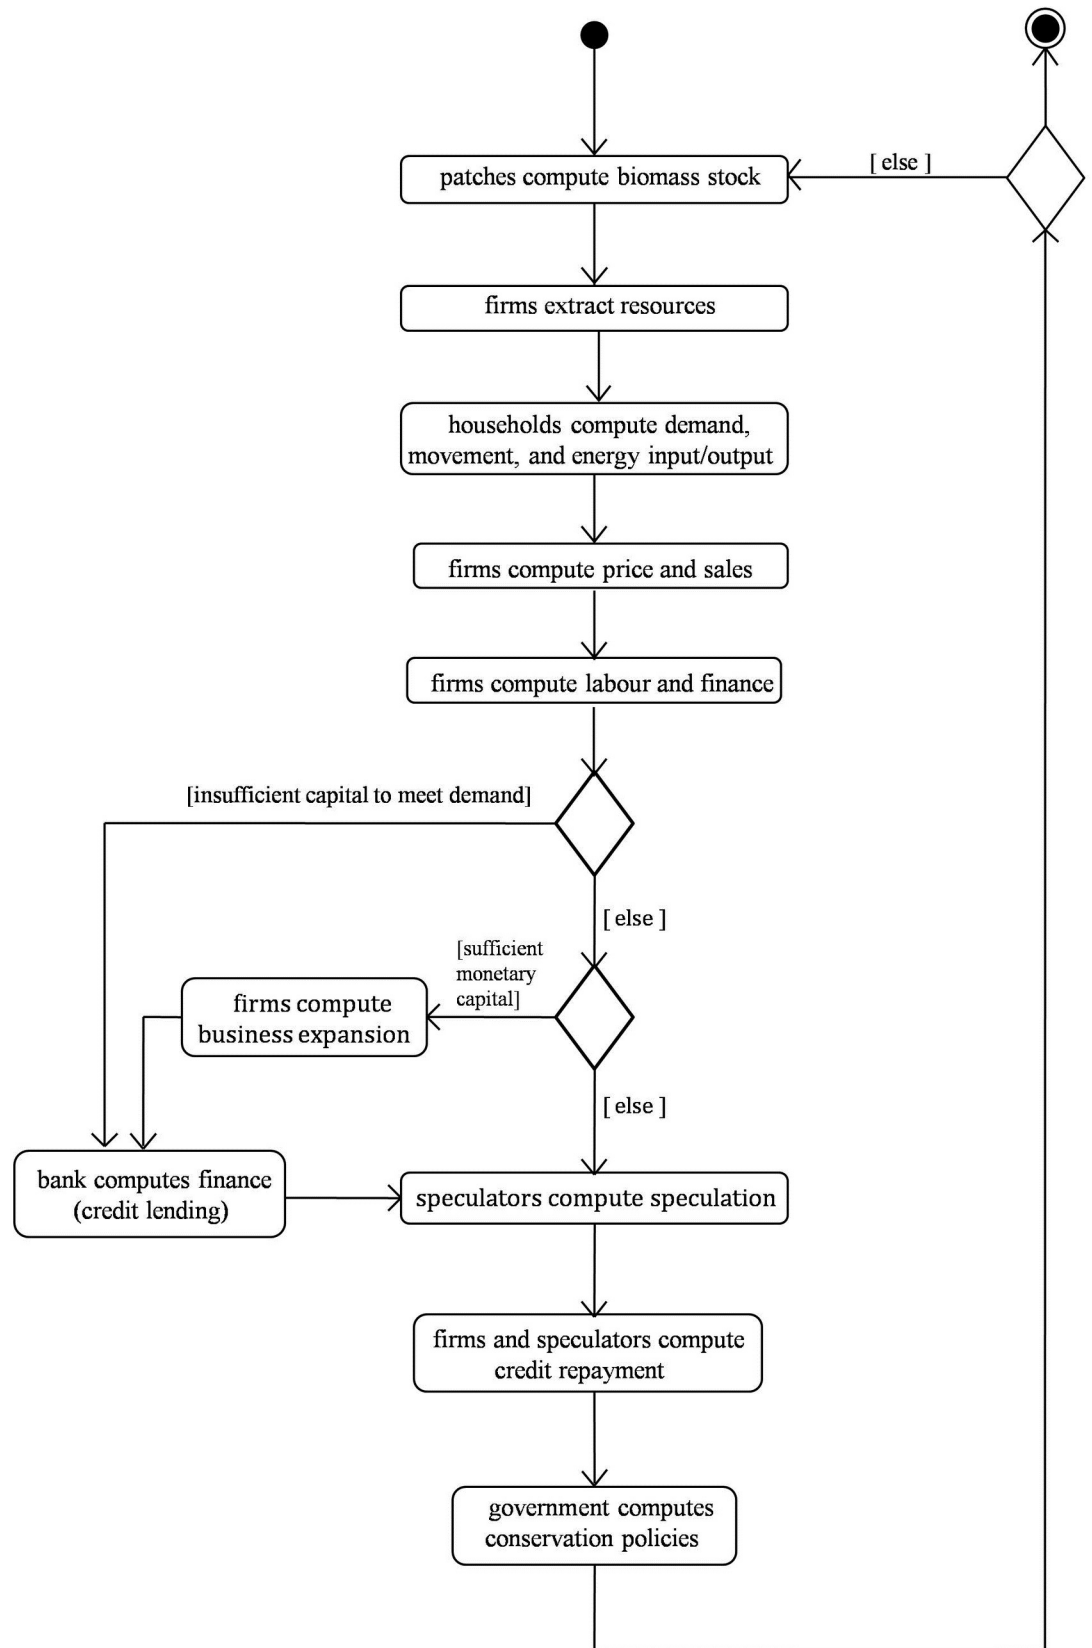 [ else ]
patches compute biomass stock
firms extract resources
households compute demand,
movement, and energy input/output
firms compute price and sales
firms compute labour and finance
[insufficient capital to meet demand]
[ else ]
[sufficient
monetary
capital]
firms compute
business expansion
[ else ]
bank computes finance
(credit lending)
speculators compute speculation
firms and speculators compute
credit repayment
government computes
conservation policies